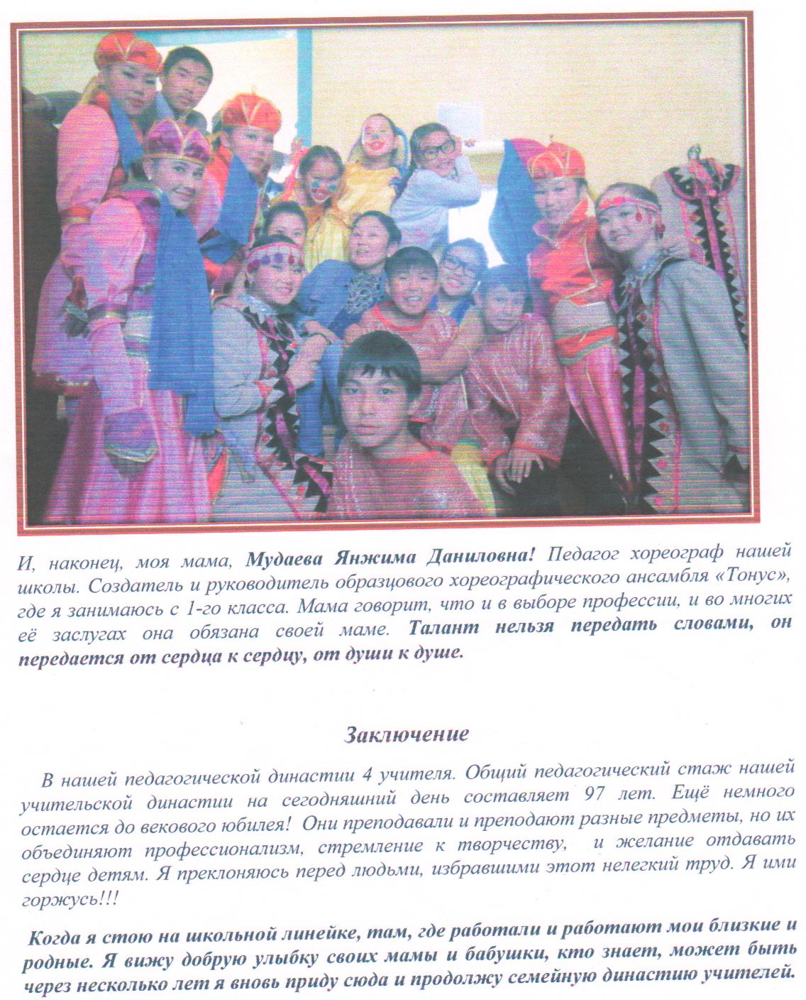 И, наконец, моя мама, Мудаева Янжима Даниловна! Педагог хореограф нашей
школы. Создатель и руководитель образцового хореографического ансамбля «Тонус»,
где я занимаюсь с 1-го класса. Мама говорит, что и в выборе профессии, и во многих
её заслугах она обязана своей маме. Талант нельзя передать словами, он
передается от сердца к сердцу, от души к душе.
Заключение
В нашей педагогической династии 4 учителя. Общий педагогический стаж нашей
учительской династии на сегодняшний день составляет 97 лет. Ещё немного
остается до векового юбилея! Они преподавали и преподают разные предметы, но их
объединяют профессионализм, стремление к творчеству, и желание отдавать
сердце детям. Я преклоняюсь перед людьми, избравшими этот нелегкий труд. Я ими
горжусь!!!
Когда я стою на школьной линейке, там, где работали и работают мои близкие и
родные. Я вижу добрую улыбку своих мамы и бабушки, кто знает, может быть
через несколько лет я вновь приду сюда и продолжу семейную династию учителей.